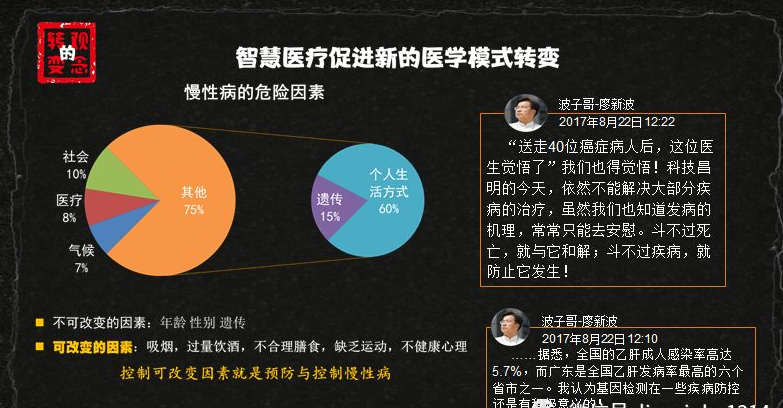 观念
的
转变
智慧医疗促进新的医学模式转变
慢性病的危险因素
社会
10%
医疗
8%
气候
7%
其他
75%
遗传
15%
个人生
活方式
60%
不可改变的因素：年龄 性别 遗传
可改变的因素：吸烟，过量饮酒，不合理膳食，缺乏运动，不健康心理
控制可改变因素就是预防与控制慢性病
波子哥-廖新波
2017年8月22日 12:22
“送走40位癌症病人后，这位医
生觉悟了”我们也得觉悟！科技昌
明的今天，依然不能解决大部分疾
病的治疗，虽然我们也知道发病的
机理，常常只能去安慰。斗不过死
亡，就与它和解；斗不过疾病，就
防止它发生！
波子哥-廖新波
2017年8月22日 12:10
……据悉，全国的乙肝成人感染率高达
5.7%，而广东是全国乙肝发病率最高的六个
省市之一。我认为基因检测在一些疾病防控